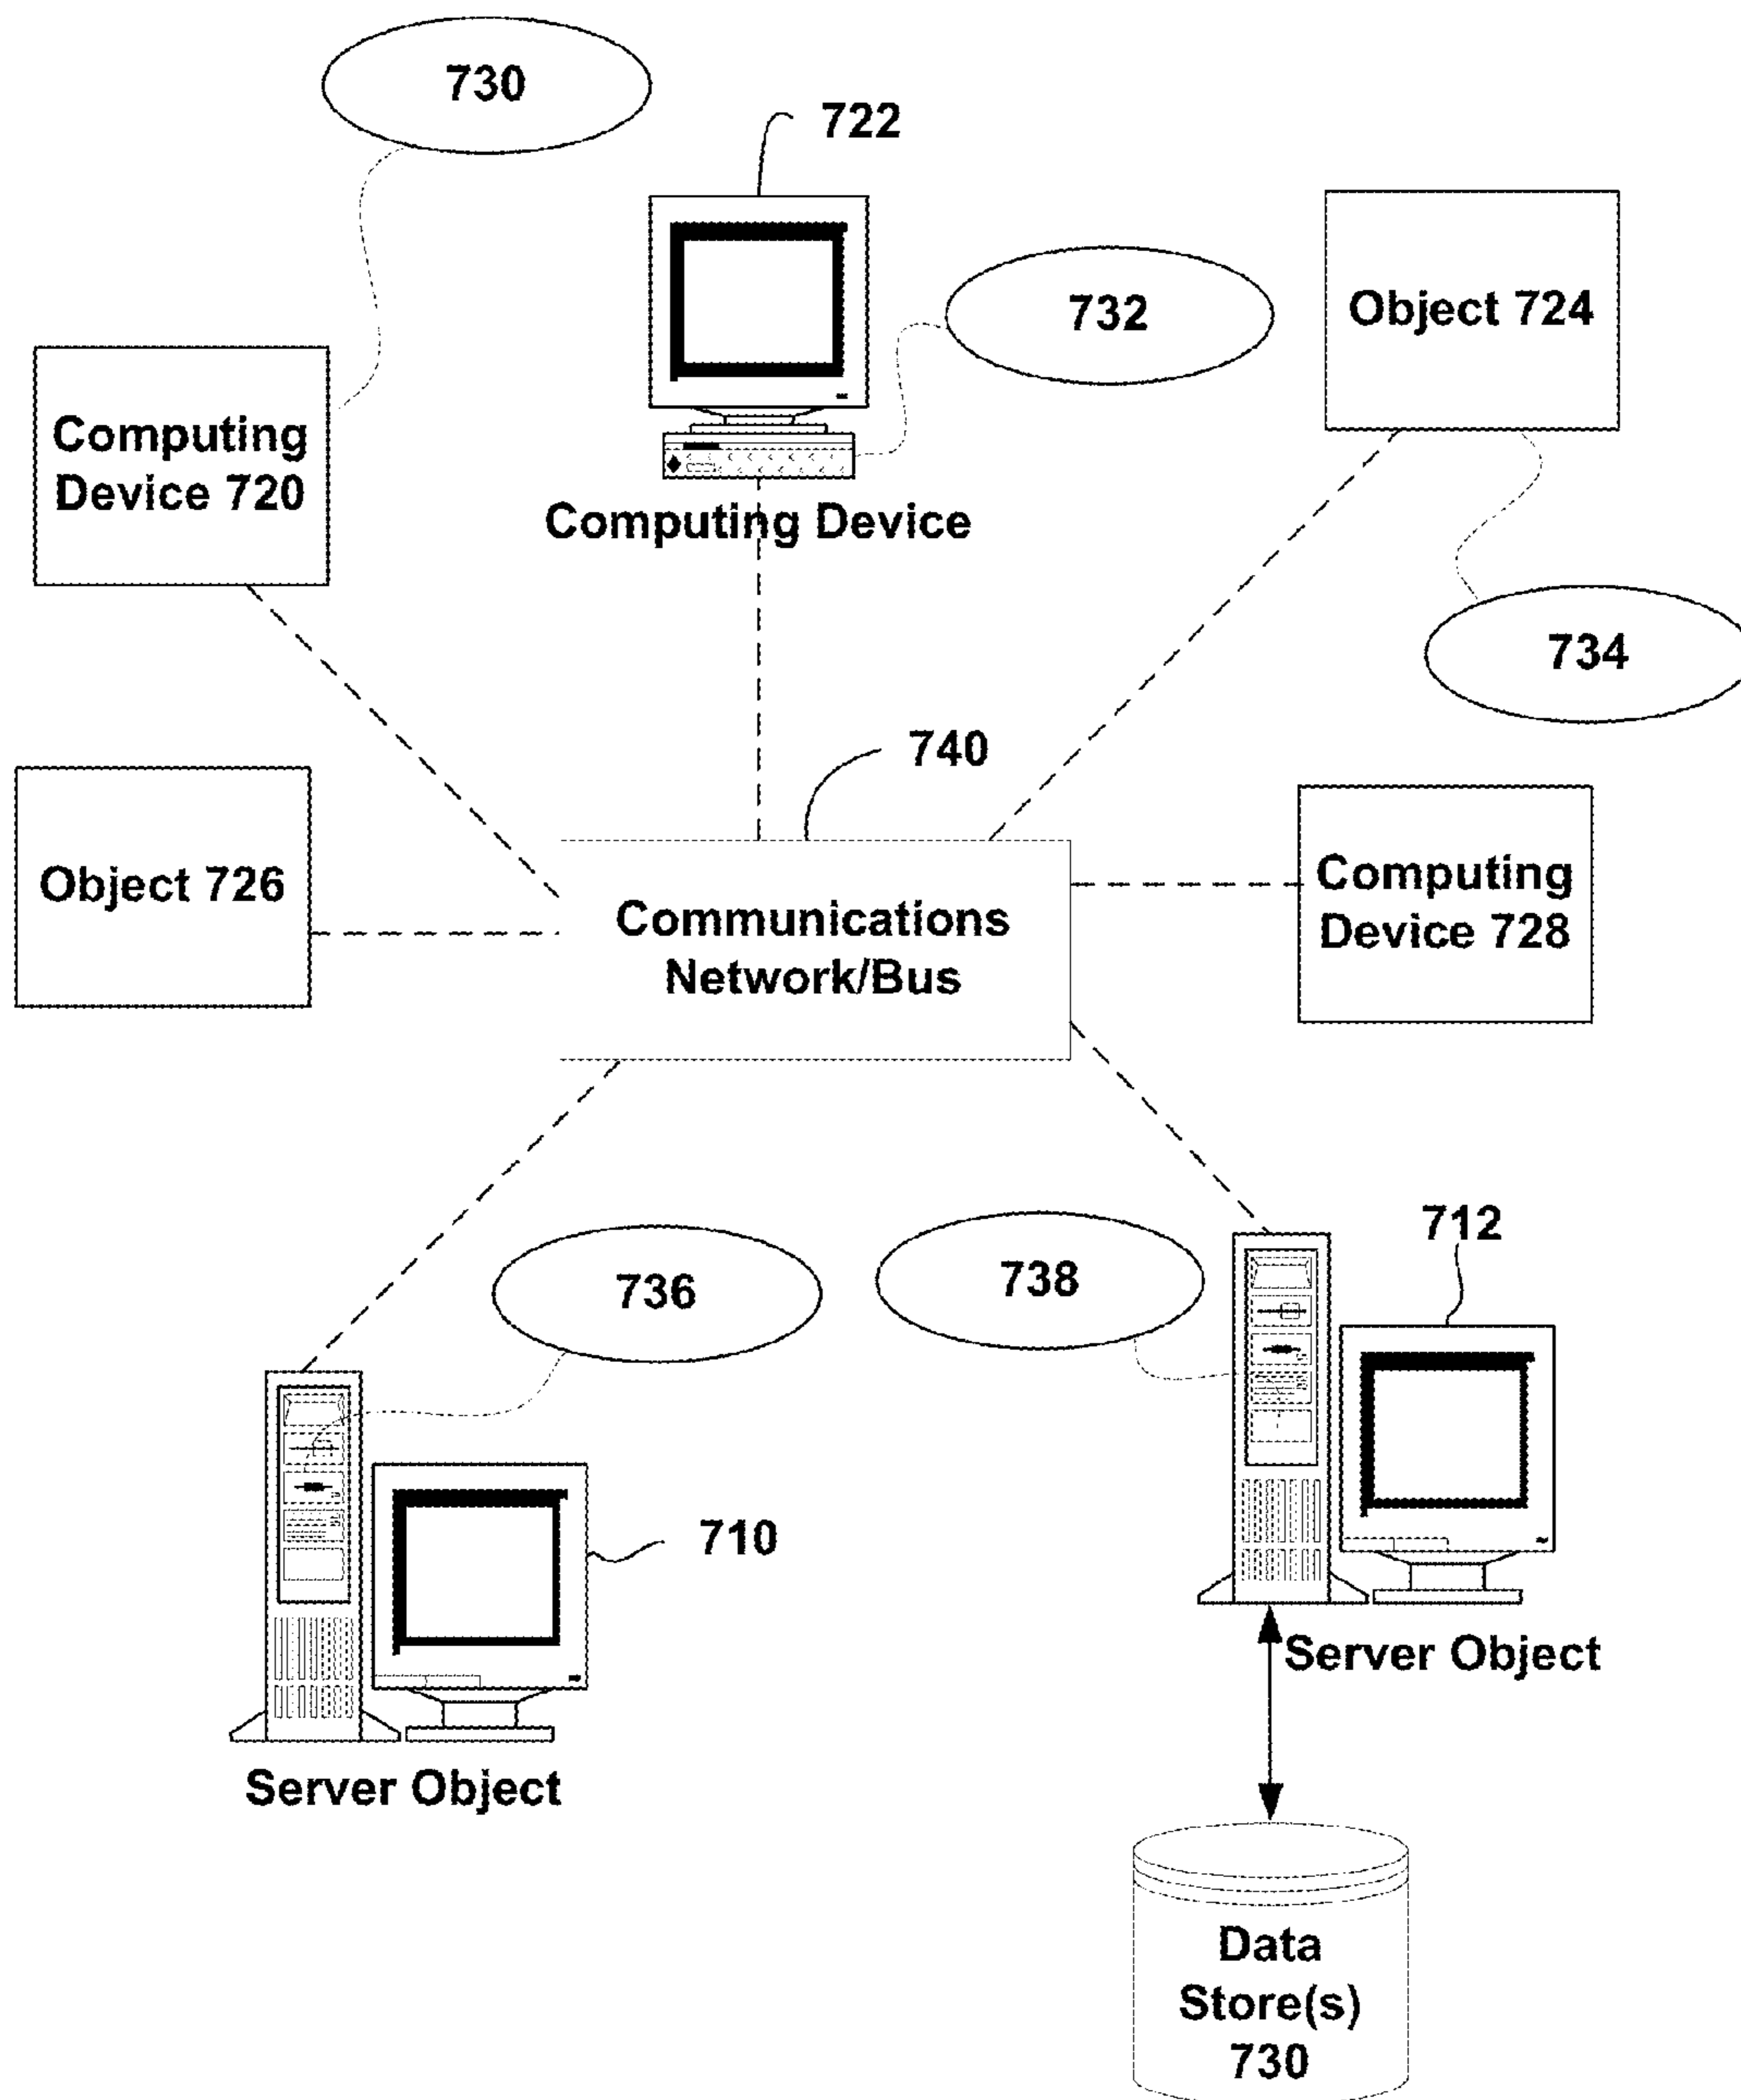 730
722
732
Object 724
Computing
Device 720
Computing Device
734
740
Object 726
Computing
Device 728
Communications
Network/Bus
736
738
712
710
Server Object
Server Object
Data
Store(s)
730